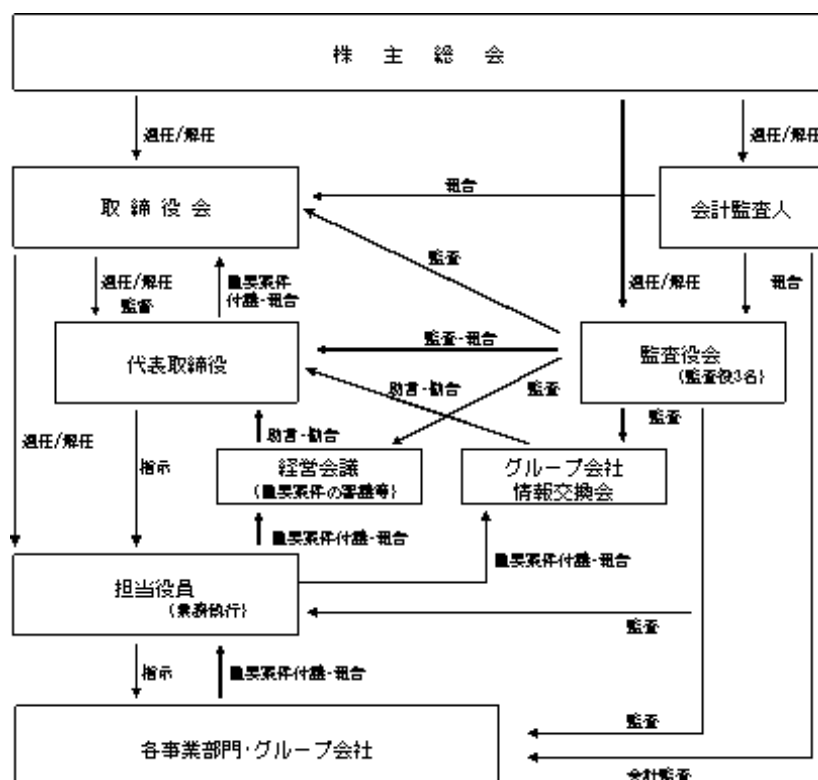 株主総会
選任/解任
選任/解任
取締役会
報告
会計監査人
監査
選任/解任
監督
重要案件
付議・報告
選任/解任
報告
代表取締役
監査・報告
監査役会
(監査役3名)
助言・勧告
監査
監査
選任/解任
指示
助言・勧告
経営会議
(重要案件の審議等)
グループ会社
情報交換会
重要案件付議・報告
重要案件付議・報告
担当役員
(業務執行)
監査
指示
重要案件付議・報告
監査
各事業部門・グループ会社
会計監査